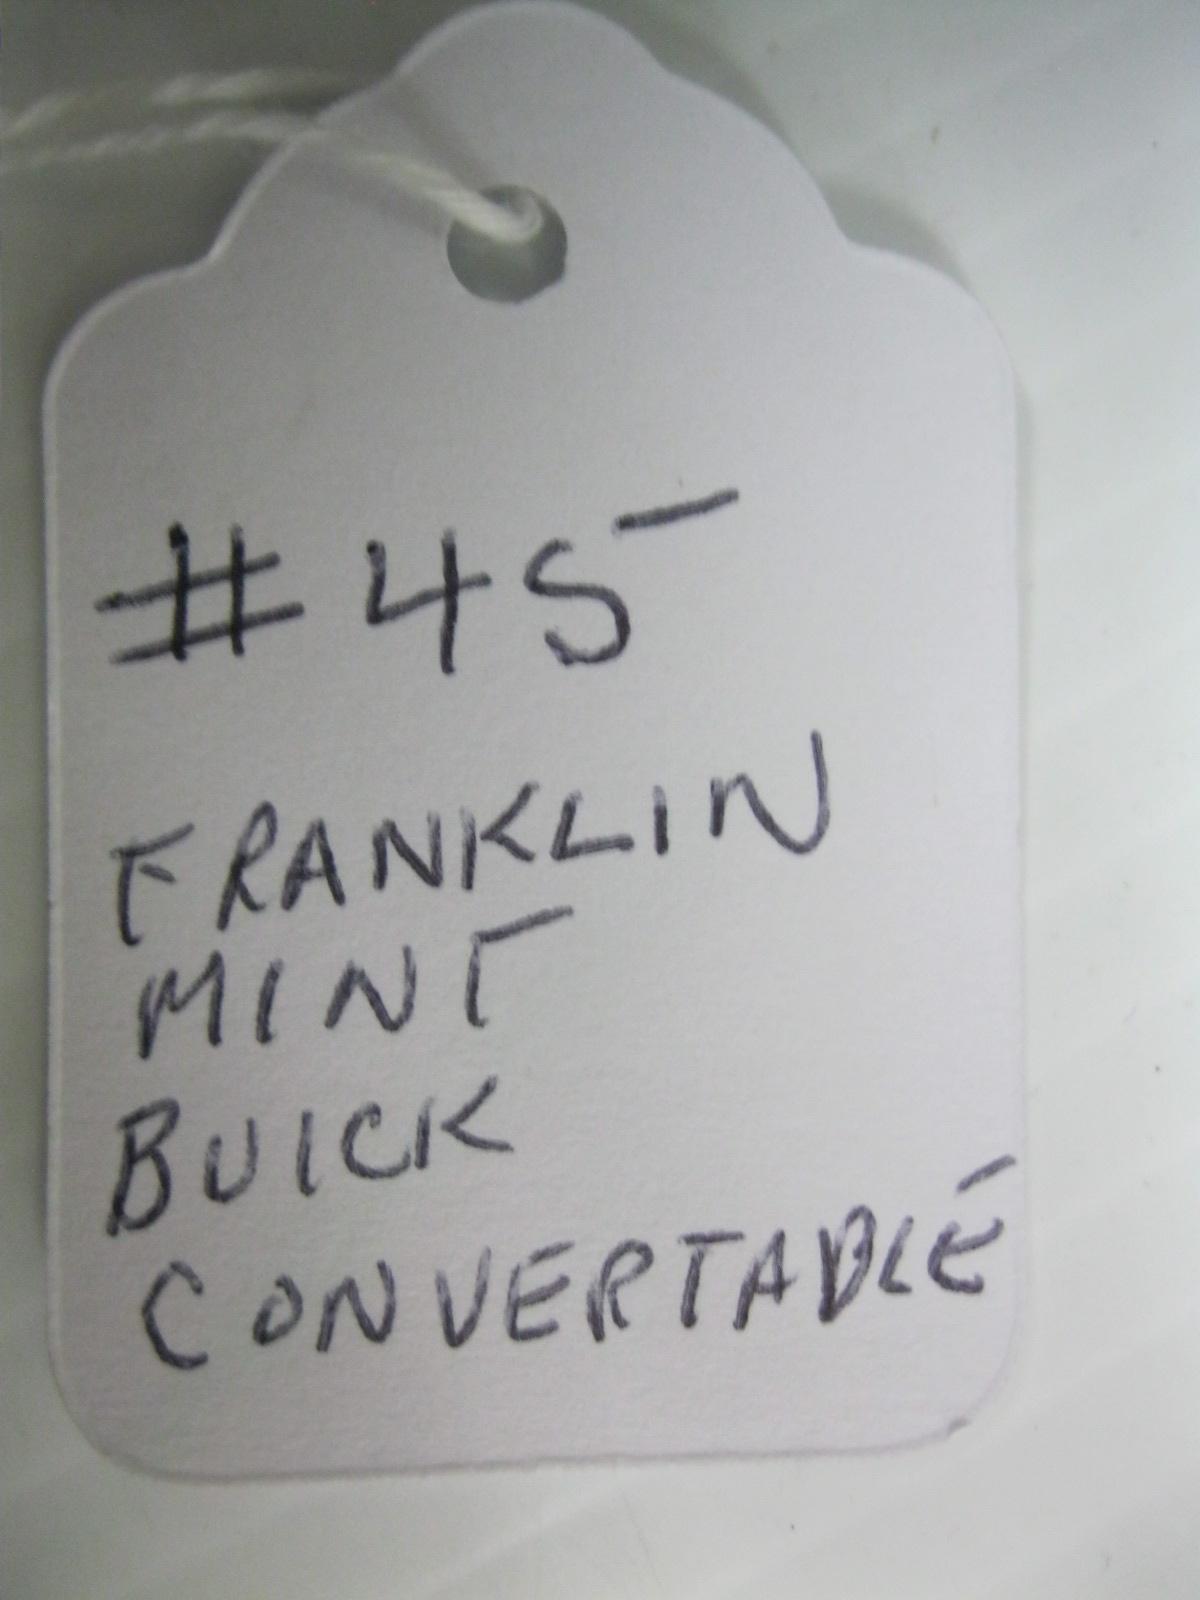 #45
FRANKLIN
MINT
BUICK
CONVERTABLE